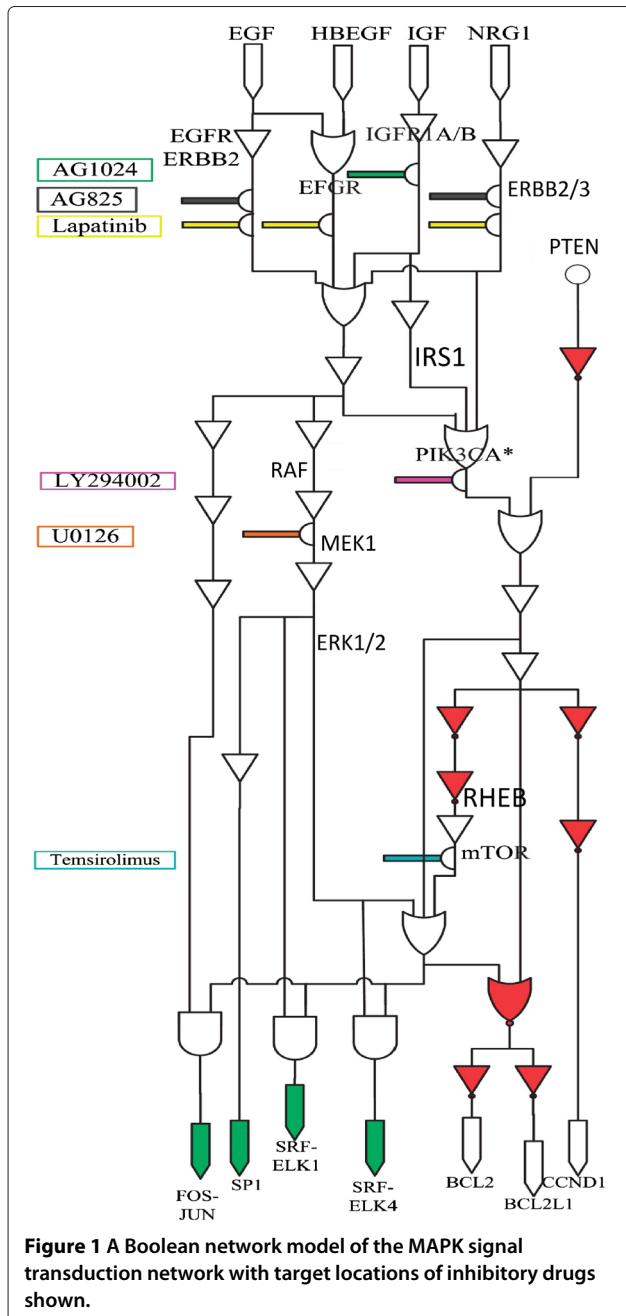 EGF HBEGF IGF NRG1
EGFR
ERBB2
IGFR1A/B
AG1024
EFGR
ERBB2/3
AG825
Lapatinib
PTEN
IRS1
PIK3CA*
RAF
LY294002
U0126
MEK1
ERK1/2
RHEB
Temsirolimus
mTOR
FOS-
JUN
SP1
SRF-
ELK1
SRF-
ELK4
BCL2
BCL2L1
CCND1
Figure 1 A Boolean network model of the MAPK signal
transduction network with target locations of inhibitory drugs
shown.